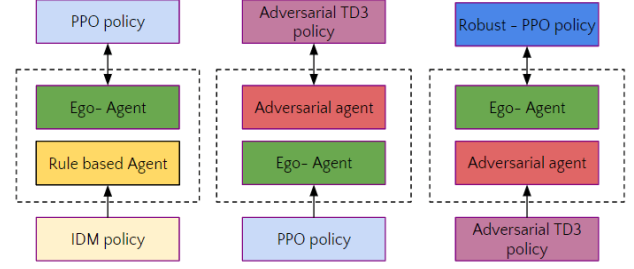 PPO policy
Ego- Agent
Rule based Agent
IDM policy
Adversarial TD3
policy
Adversarial agent
Ego- Agent
PPO policy
Robust - PPO policy
Ego- Agent
Adversarial agent
Adversarial TD3
policy